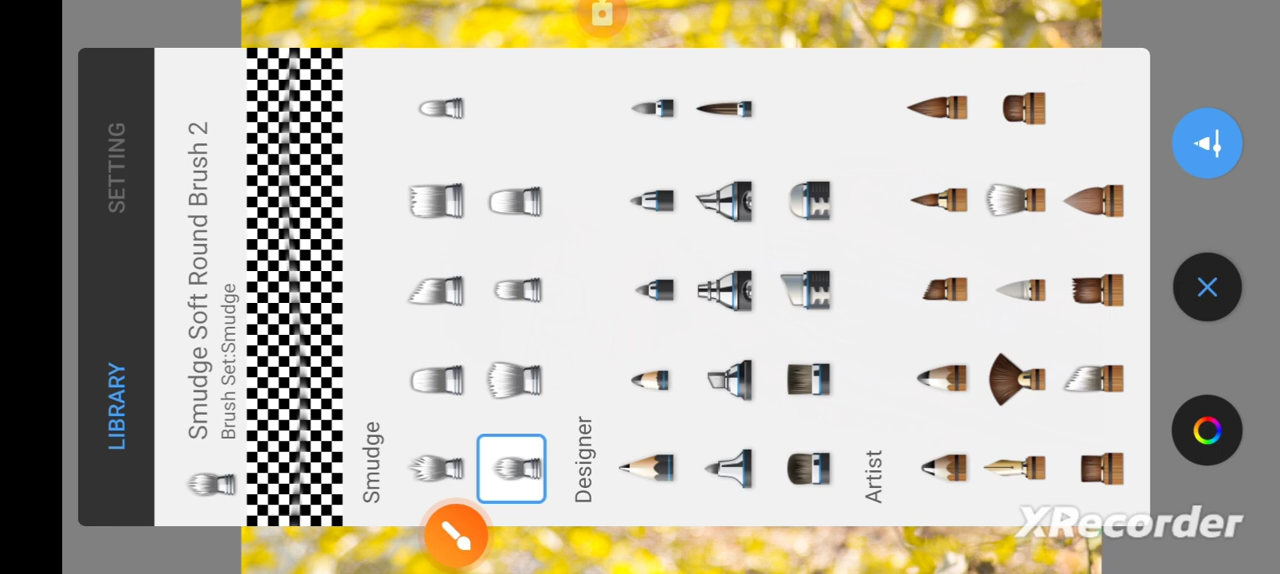 LIBRARY
SETTING
Smudge Soft Round Brush 2
Brush Set:Smudge
Smudge
Designer
Artist
XRecorder